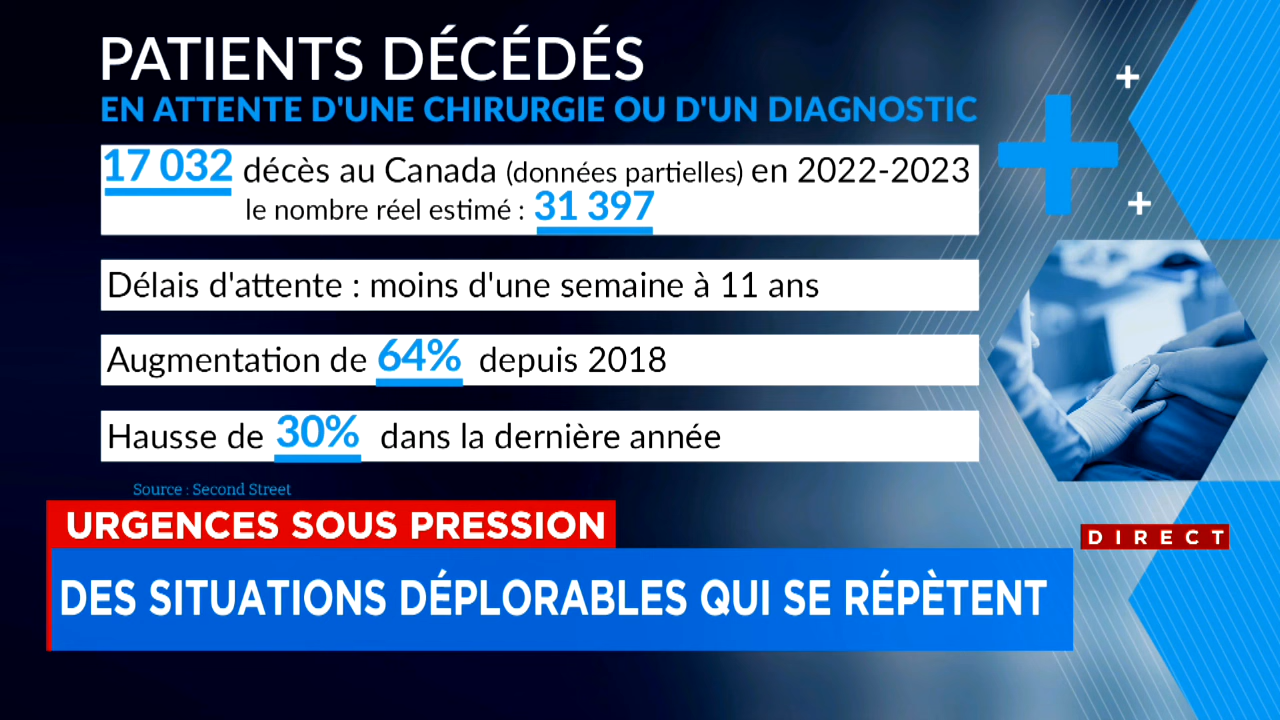 PATIENTS DÉCÉDÉS
EN ATTENTE D'UNE CHIRURGIE OU D'UN DIAGNOSTIC
17 032 décès au Canada (données partielles) en 2022-2023
le nombre réel estimé : 31 397
Délais d'attente : moins d'une semaine à 11 ans
Augmentation de 64% depuis 2018
Hausse de 30% dans la dernière année
Source : Second Street
URGENCES SOUS PRESSION
DIRECT
DES SITUATIONS DÉPLORABLES QUI SE RÉPÈTENT